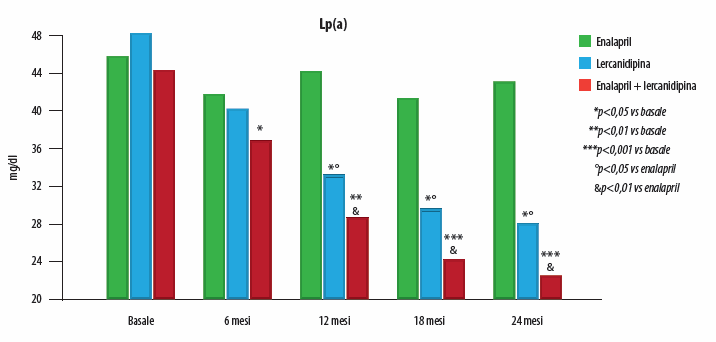 Lp(a)
48
44
40
36
32
28
24
20
mg/dl
Enalapril
Lercanidipina
Enalapril + lercanidipina
*p<0,05 vs basale
**p<0,01 vs basale
***p<0,001 vs basale
°p<0,05 vs enalapril
&p<0,01 vs enalapril
*
*°
**
&
*°
***
&
*°
***
&
Basale
6 mesi
12 mesi
18 mesi
24 mesi